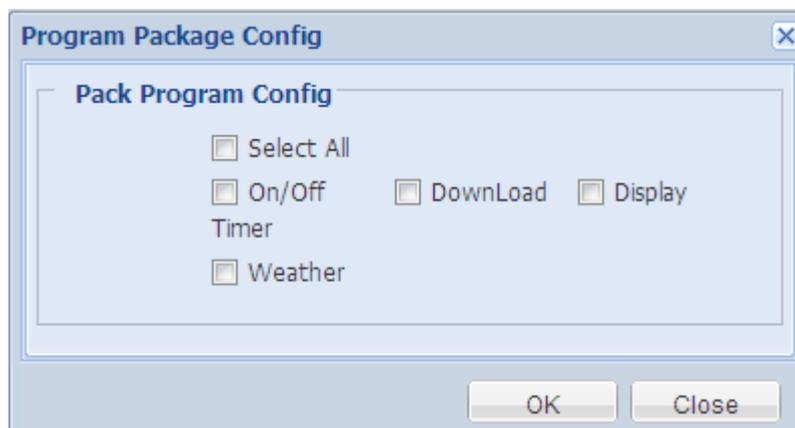 Program Package Config
Pack Program Config
Select All
On/Off DownLoad Display
Timer
Weather
OK Close